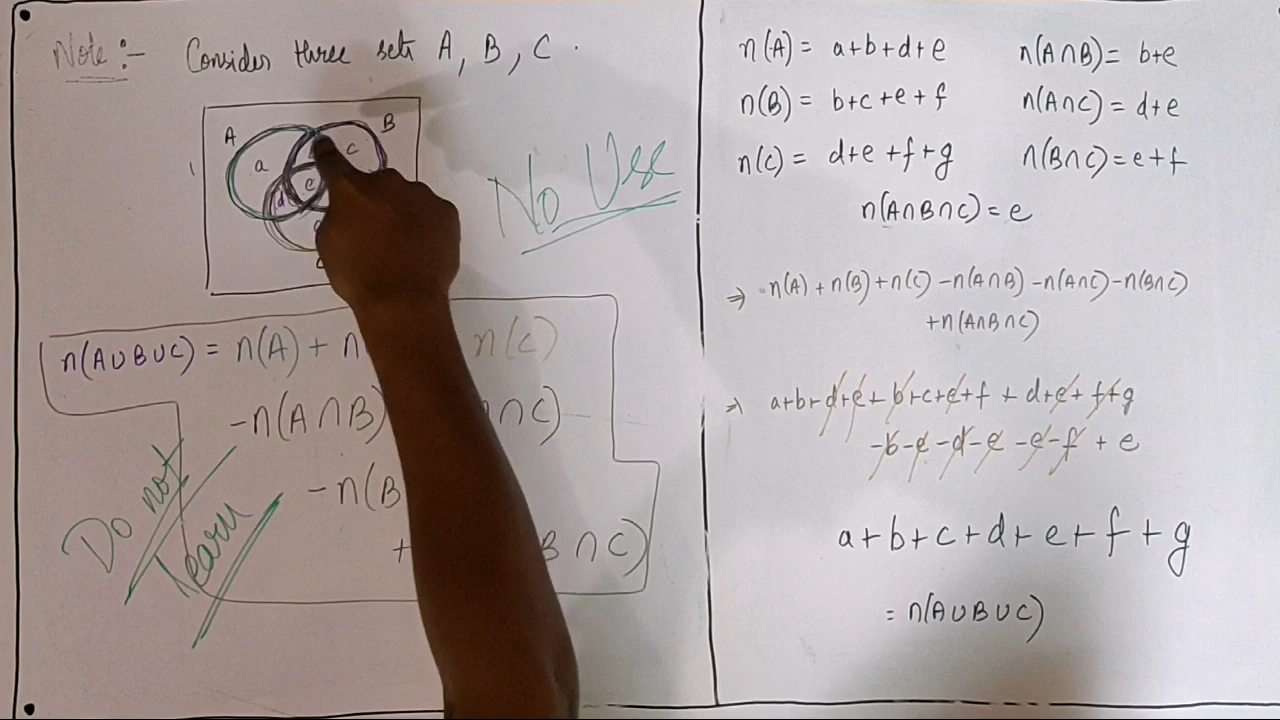 Note:- Consider three sets A, B, C.
A
B
a
c
d
e
No Use
n(A∪B∪C) = n(A) + n n(C)
-n(A∩B) ∩C)
-n(B
+ B∩C)
Do not
learn
n(A) = a+b+d+e
n(B) = b+c+e+f
n(C) = d+e+f+g
n(A∩B) = b+e
n(A∩C) = d+e
n(B∩C) = e+f
n(A∩B∩C) = e
⇒ n(A) + n(B) + n(C) - n(A∩B) - n(A∩C) - n(B∩C)
+ n(A∩B∩C)
⇒ a+b+d+e+b+c+e+f + d+e+f+g
-b-e-d-e-e-f + e
a+b+c+d+e+f+g
= n(A∪B∪C)